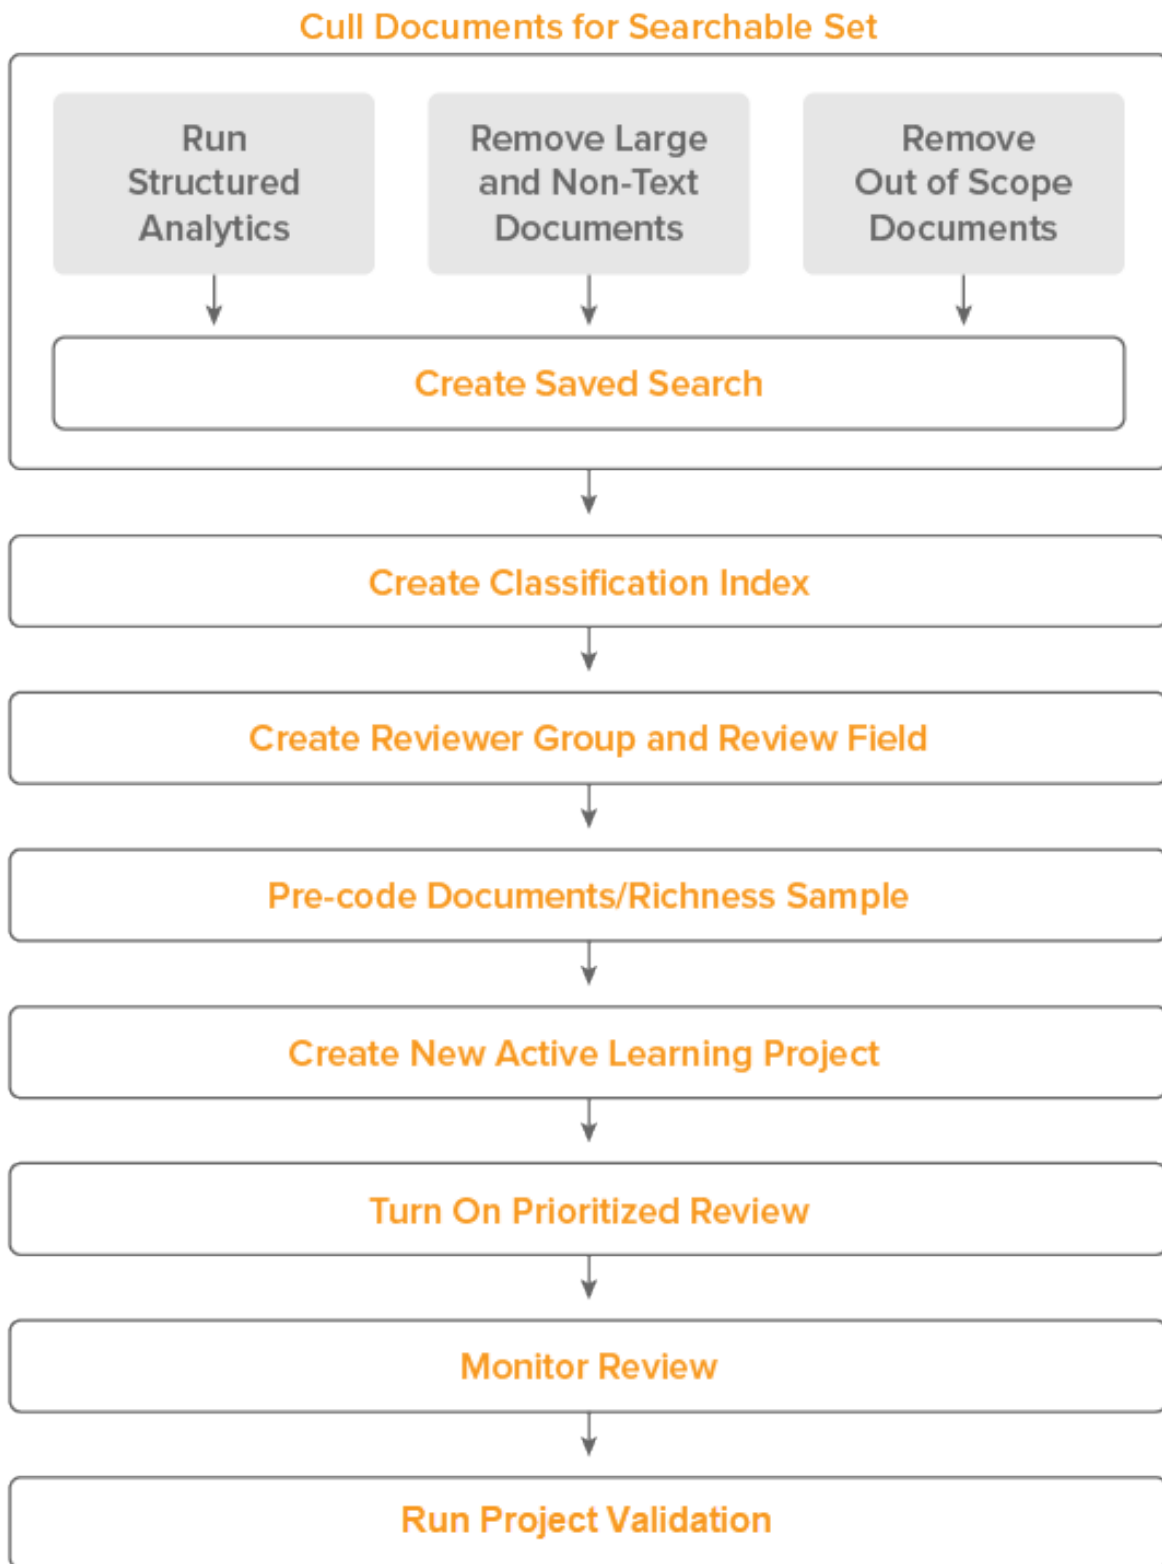 Cull Documents for Searchable Set
Run
Structured
Analytics
Remove Large
and Non-Text
Documents
Remove
Out of Scope
Documents
Create Saved Search
Create Classification Index
Create Reviewer Group and Review Field
Pre-code Documents/Richness Sample
Create New Active Learning Project
Turn On Prioritized Review
Monitor Review
Run Project Validation